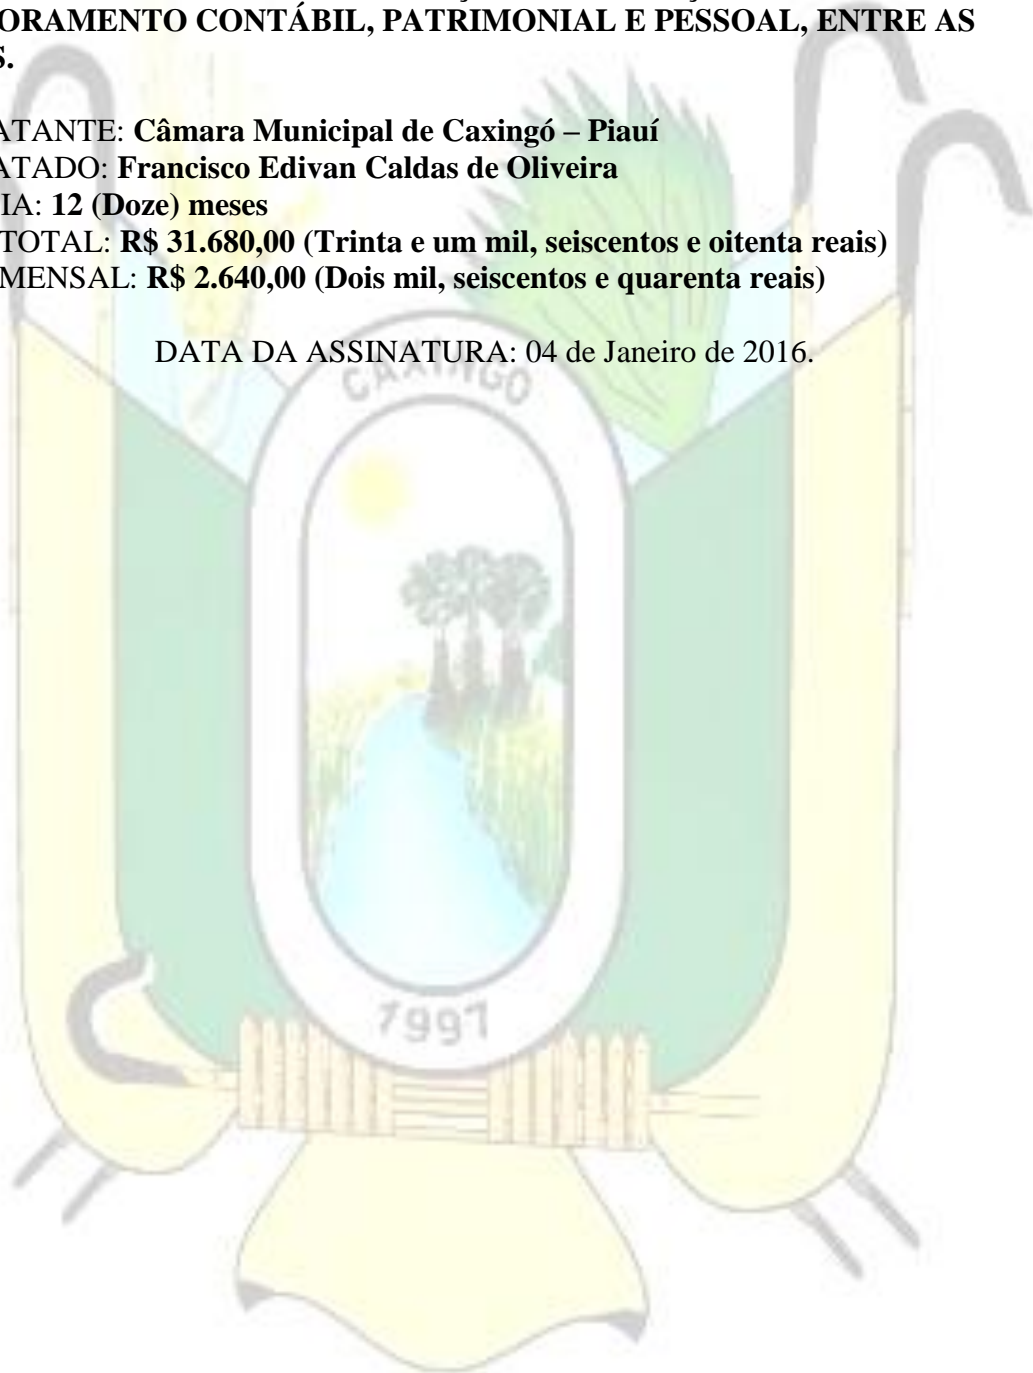 ORAMENTO CONTÁBIL, PATRIMONIAL E PESSOAL, ENTRE AS
S.
ATANTE: Câmara Municipal de Caxingó – Piauí
ATADO: Francisco Edivan Caldas de Oliveira
IA: 12 (Doze) meses
TOTAL: R$ 31.680,00 (Trinta e um mil, seiscentos e oitenta reais)
MENSAL: R$ 2.640,00 (Dois mil, seiscentos e quarenta reais)
DATA DA ASSINATURA: 04 de Janeiro de 2016.
CAXINGO
1997